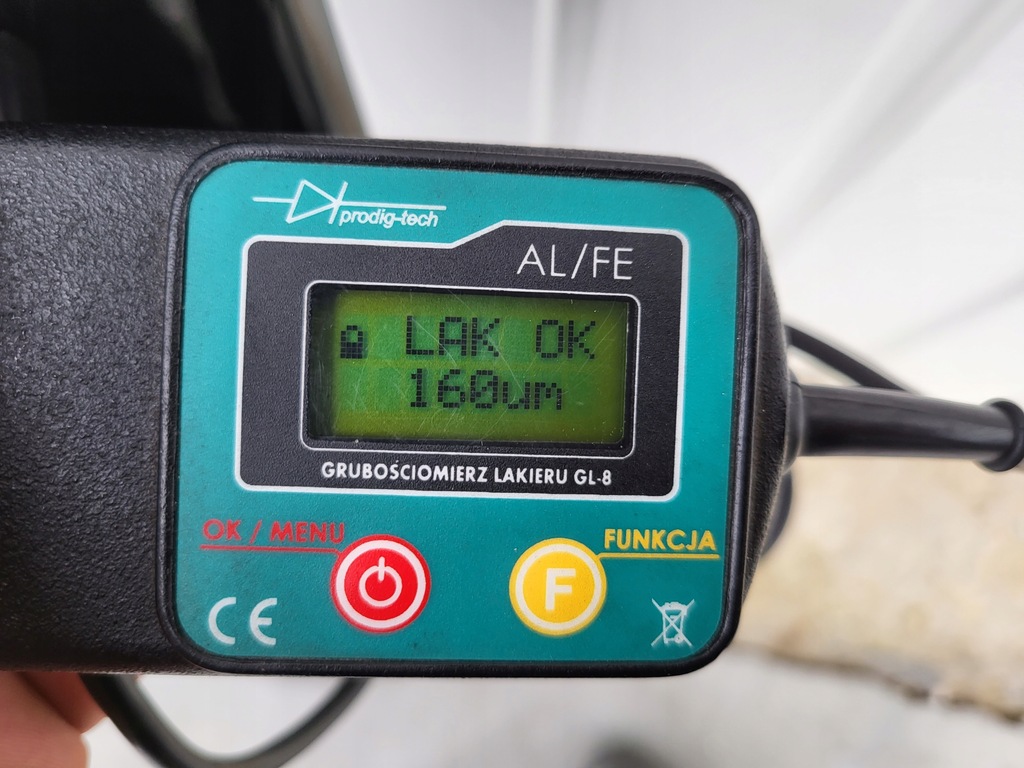 prodig-tech
AL/FE
LAK OK
160um
GRUBOŚCIOMIERZ LAKIERU GL-8
OK / MENU
FUNKCJA
F
CE